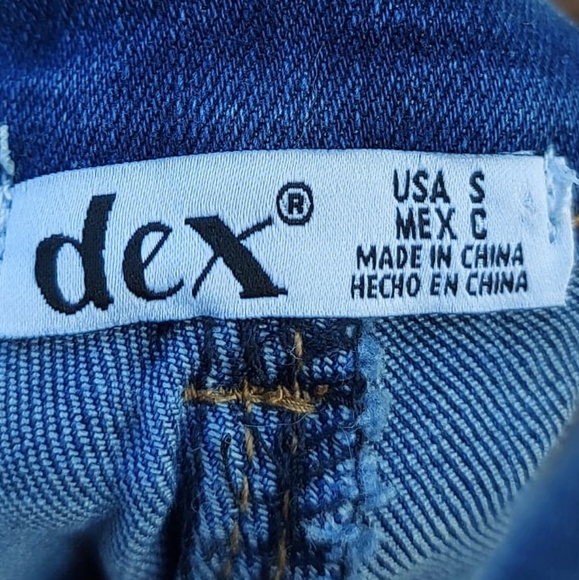 dex®
USA S
MEX C
MADE IN CHINA
HECHO EN CHINA